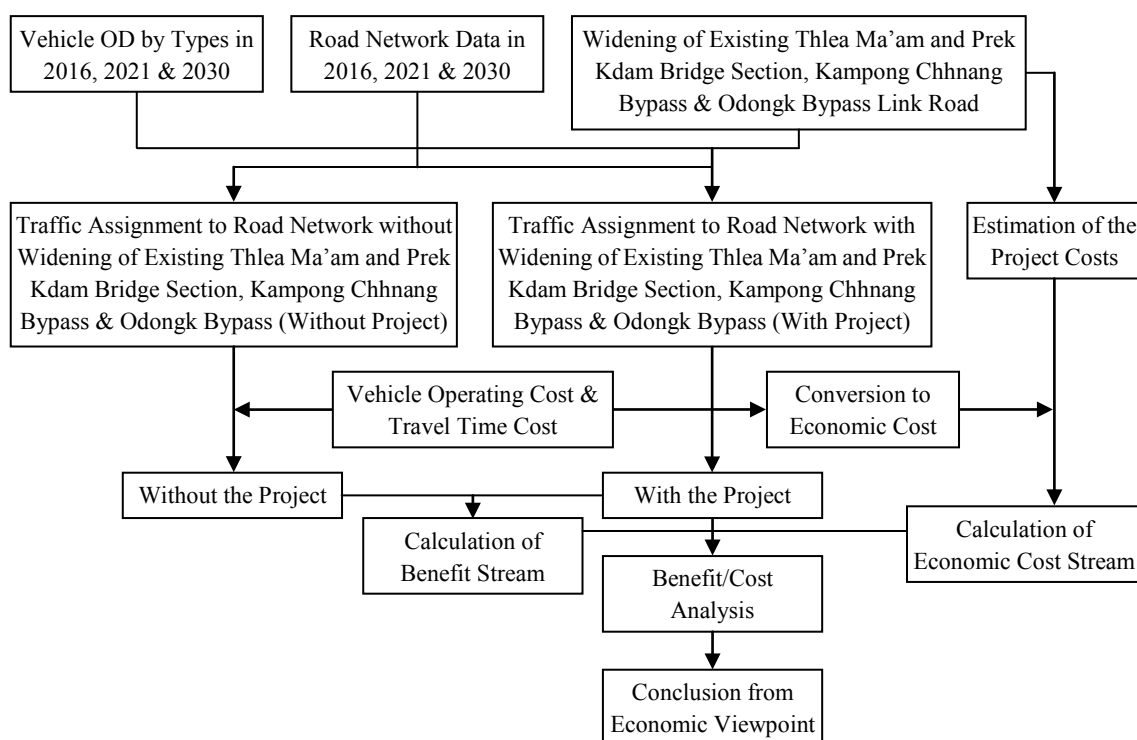 Vehicle OD by Types in
2016, 2021 & 2030
Road Network Data in
2016, 2021 & 2030
Widening of Existing Thlea Ma’am and Prek
Kdam Bridge Section, Kampong Chhnang
Bypass & Odongk Bypass Link Road
Traffic Assignment to Road Network without
Widening of Existing Thlea Ma’am and Prek
Kdam Bridge Section, Kampong Chhnang
Bypass & Odongk Bypass (Without Project)
Traffic Assignment to Road Network with
Widening of Existing Thlea Ma’am and Prek
Kdam Bridge Section, Kampong Chhnang
Bypass & Odongk Bypass (With Project)
Estimation of the
Project Costs
Vehicle Operating Cost &
Travel Time Cost
Conversion to
Economic Cost
Without the Project
With the Project
Calculation of
Benefit Stream
Calculation of
Economic Cost Stream
Benefit/Cost
Analysis
Conclusion from
Economic Viewpoint